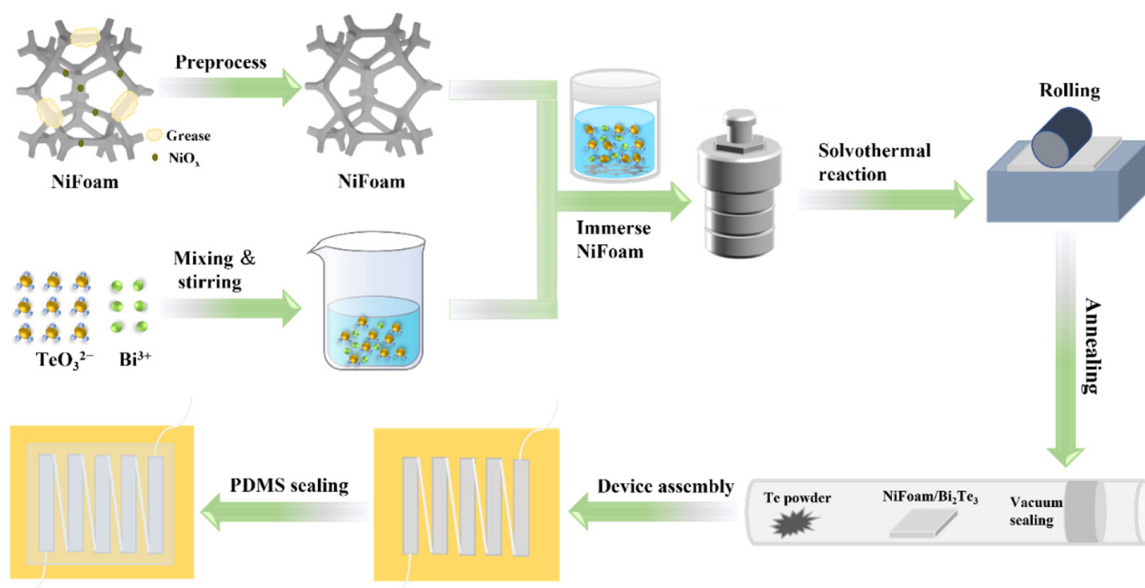 Preprocess
Grease
NiOₓ
NiFoam
NiFoam
Mixing &
stirring
TeO₃²⁻
Bi³⁺
Immerse
NiFoam
Solvothermal
reaction
Rolling
Annealing
Te powder
NiFoam/Bi₂Te₃
Vacuum
sealing
Device assembly
PDMS sealing